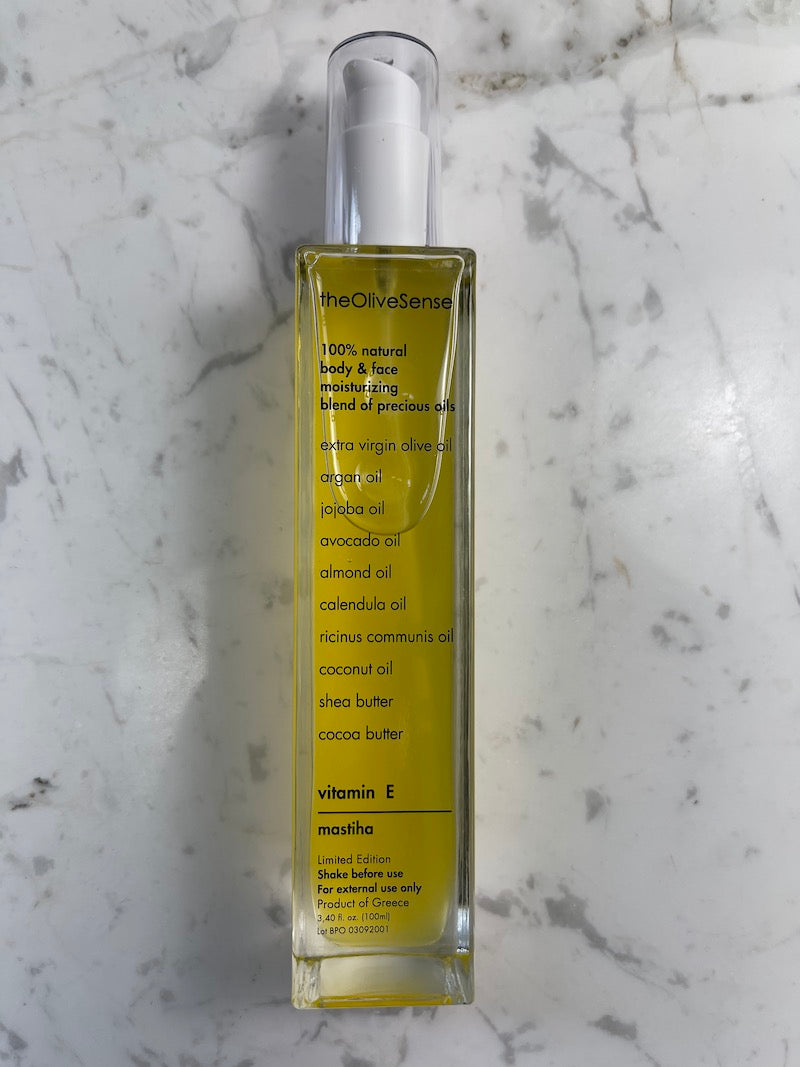 theOliveSense
100% natural
body & face
moisturizing
blend of precious oils
extra virgin olive oil
argan oil
jojoba oil
avocado oil
almond oil
calendula oil
ricinus communis oil
coconut oil
shea butter
cocoa butter
vitamin E
mastiha
Limited Edition
Shake before use
For external use only
Product of Greece
3,40 fl. oz. (100ml)
Lot BPO 03092001